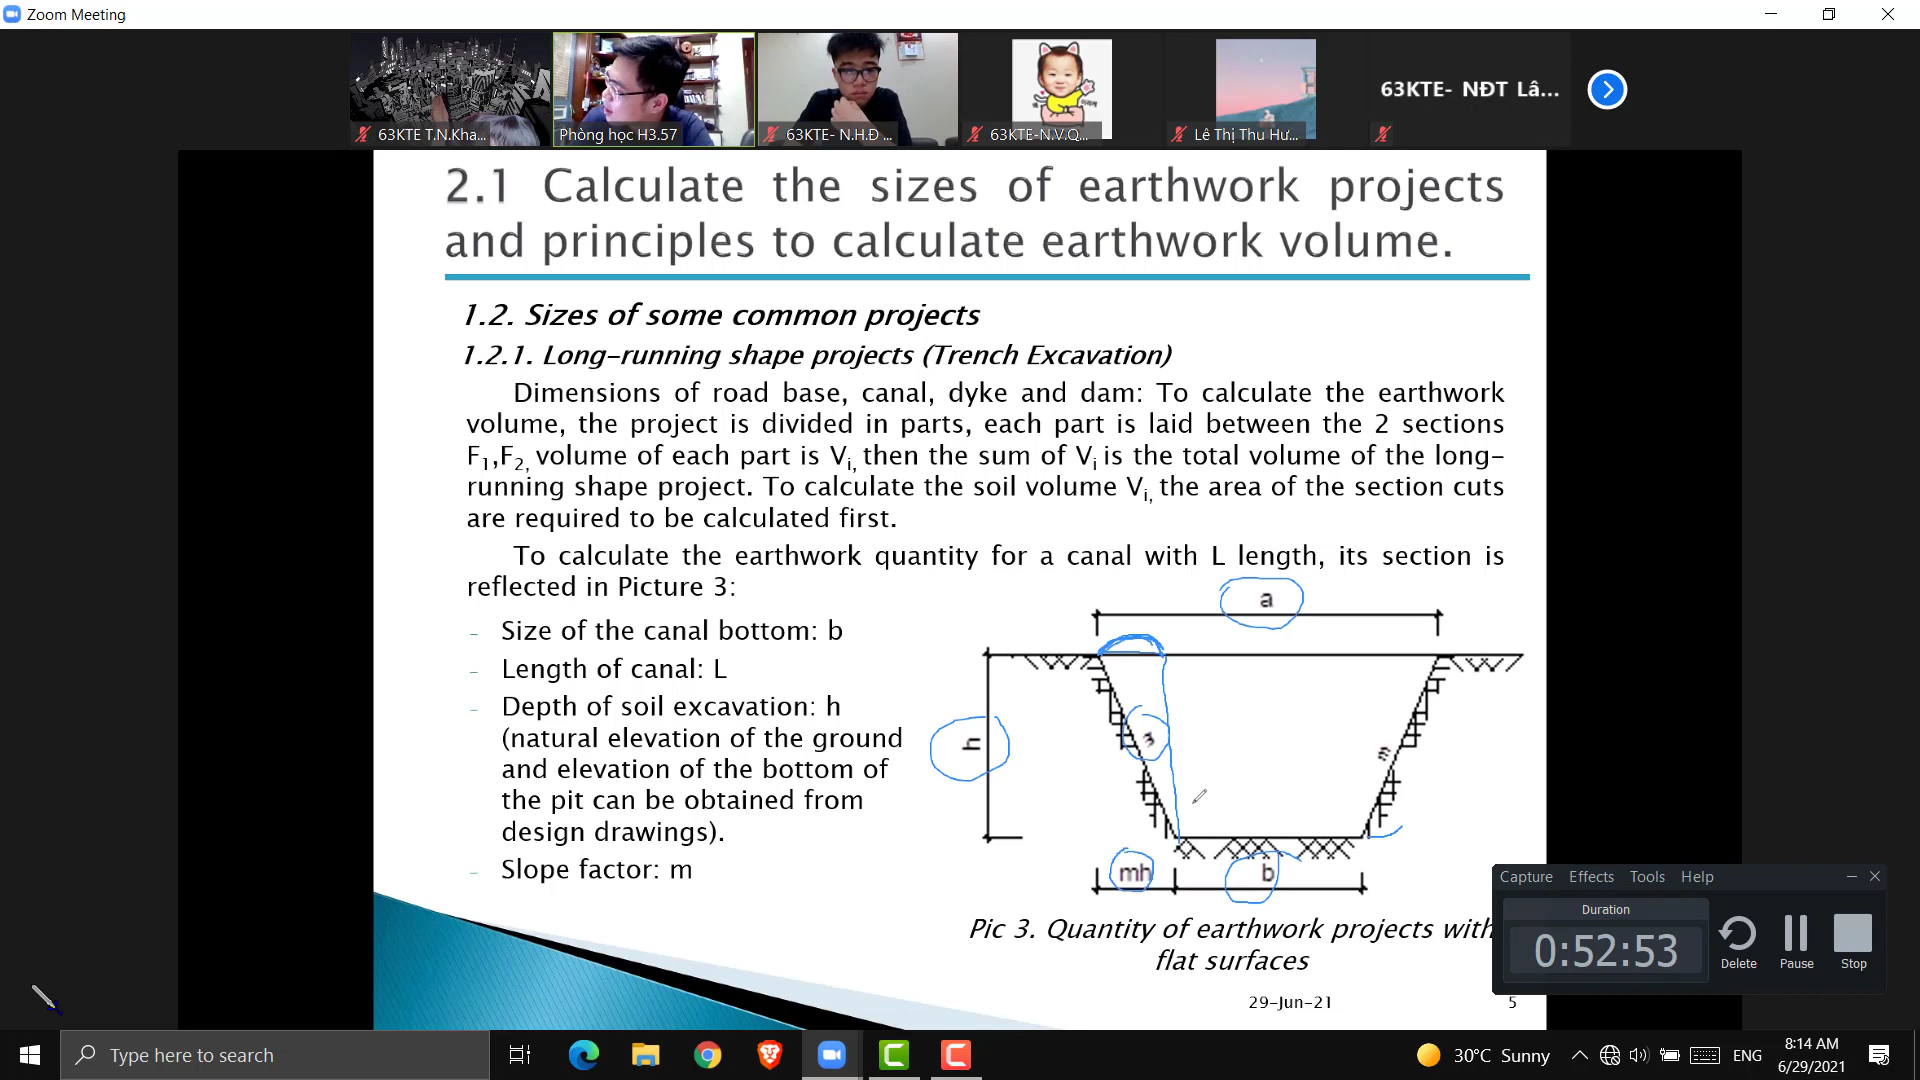 Zoom Meeting
63KTE T.N.Kha...
Phòng học H3.57
63KTE- N.H.Đ ...
63KTE-N.V.Q...
Lê Thị Thu Hư...
63KTE- NĐT Lâ...
2.1 Calculate the sizes of earthwork projects
and principles to calculate earthwork volume.
1.2. Sizes of some common projects
1.2.1. Long-running shape projects (Trench Excavation)
Dimensions of road base, canal, dyke and dam: To calculate the earthwork
volume, the project is divided in parts, each part is laid between the 2 sections
F1,F2, volume of each part is Vi, then the sum of Vi is the total volume of the long-
running shape project. To calculate the soil volume Vi, the area of the section cuts
are required to be calculated first.
To calculate the earthwork quantity for a canal with L length, its section is
reflected in Picture 3:
- Size of the canal bottom: b
- Length of canal: L
- Depth of soil excavation: h
(natural elevation of the ground
and elevation of the bottom of
the pit can be obtained from
design drawings).
- Slope factor: m
a
h
m
m
mh
b
Pic 3. Quantity of earthwork projects with
flat surfaces
29-Jun-21
5
Capture Effects Tools Help
Duration
0:52:53
Delete
Pause
Stop
Type here to search
30°C Sunny
ENG
8:14 AM
6/29/2021